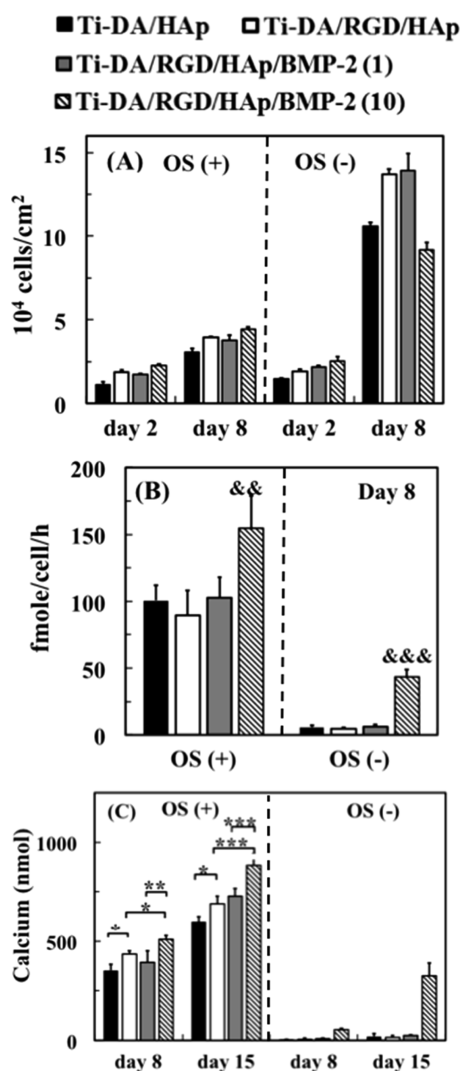 Ti-DA/HAp Ti-DA/RGD/HAp
Ti-DA/RGD/HAp/BMP-2 (1)
Ti-DA/RGD/HAp/BMP-2 (10)
(A) OS (+) OS (-)
10⁴ cells/cm²
15
10
5
0
day 2 day 8 day 2 day 8
(B) && Day 8
fmole/cell/h
200
150
100
50
0
&&&
OS (+) OS (-)
(C) OS (+) OS (-)
Calcium (nmol)
1000
500
0
***
* ***
**
* *
day 8 day 15 day 8 day 15